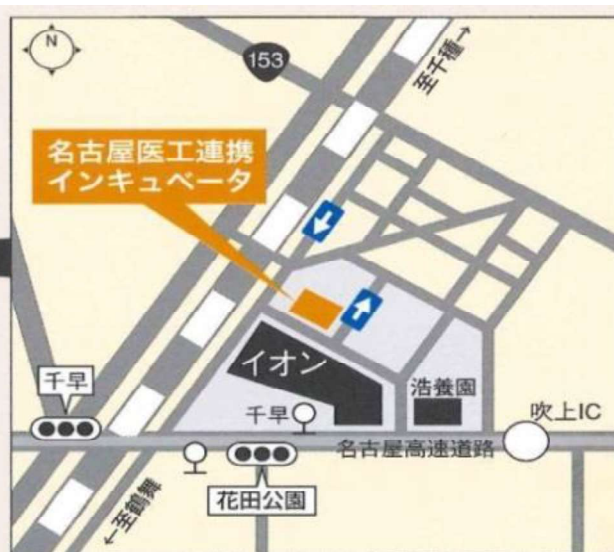 N
153
至千種→
名古屋医工連携
インキュベータ
イオン
千早
千早
浩養園
吹上IC
名古屋高速道路
花田公園
←至鶴舞